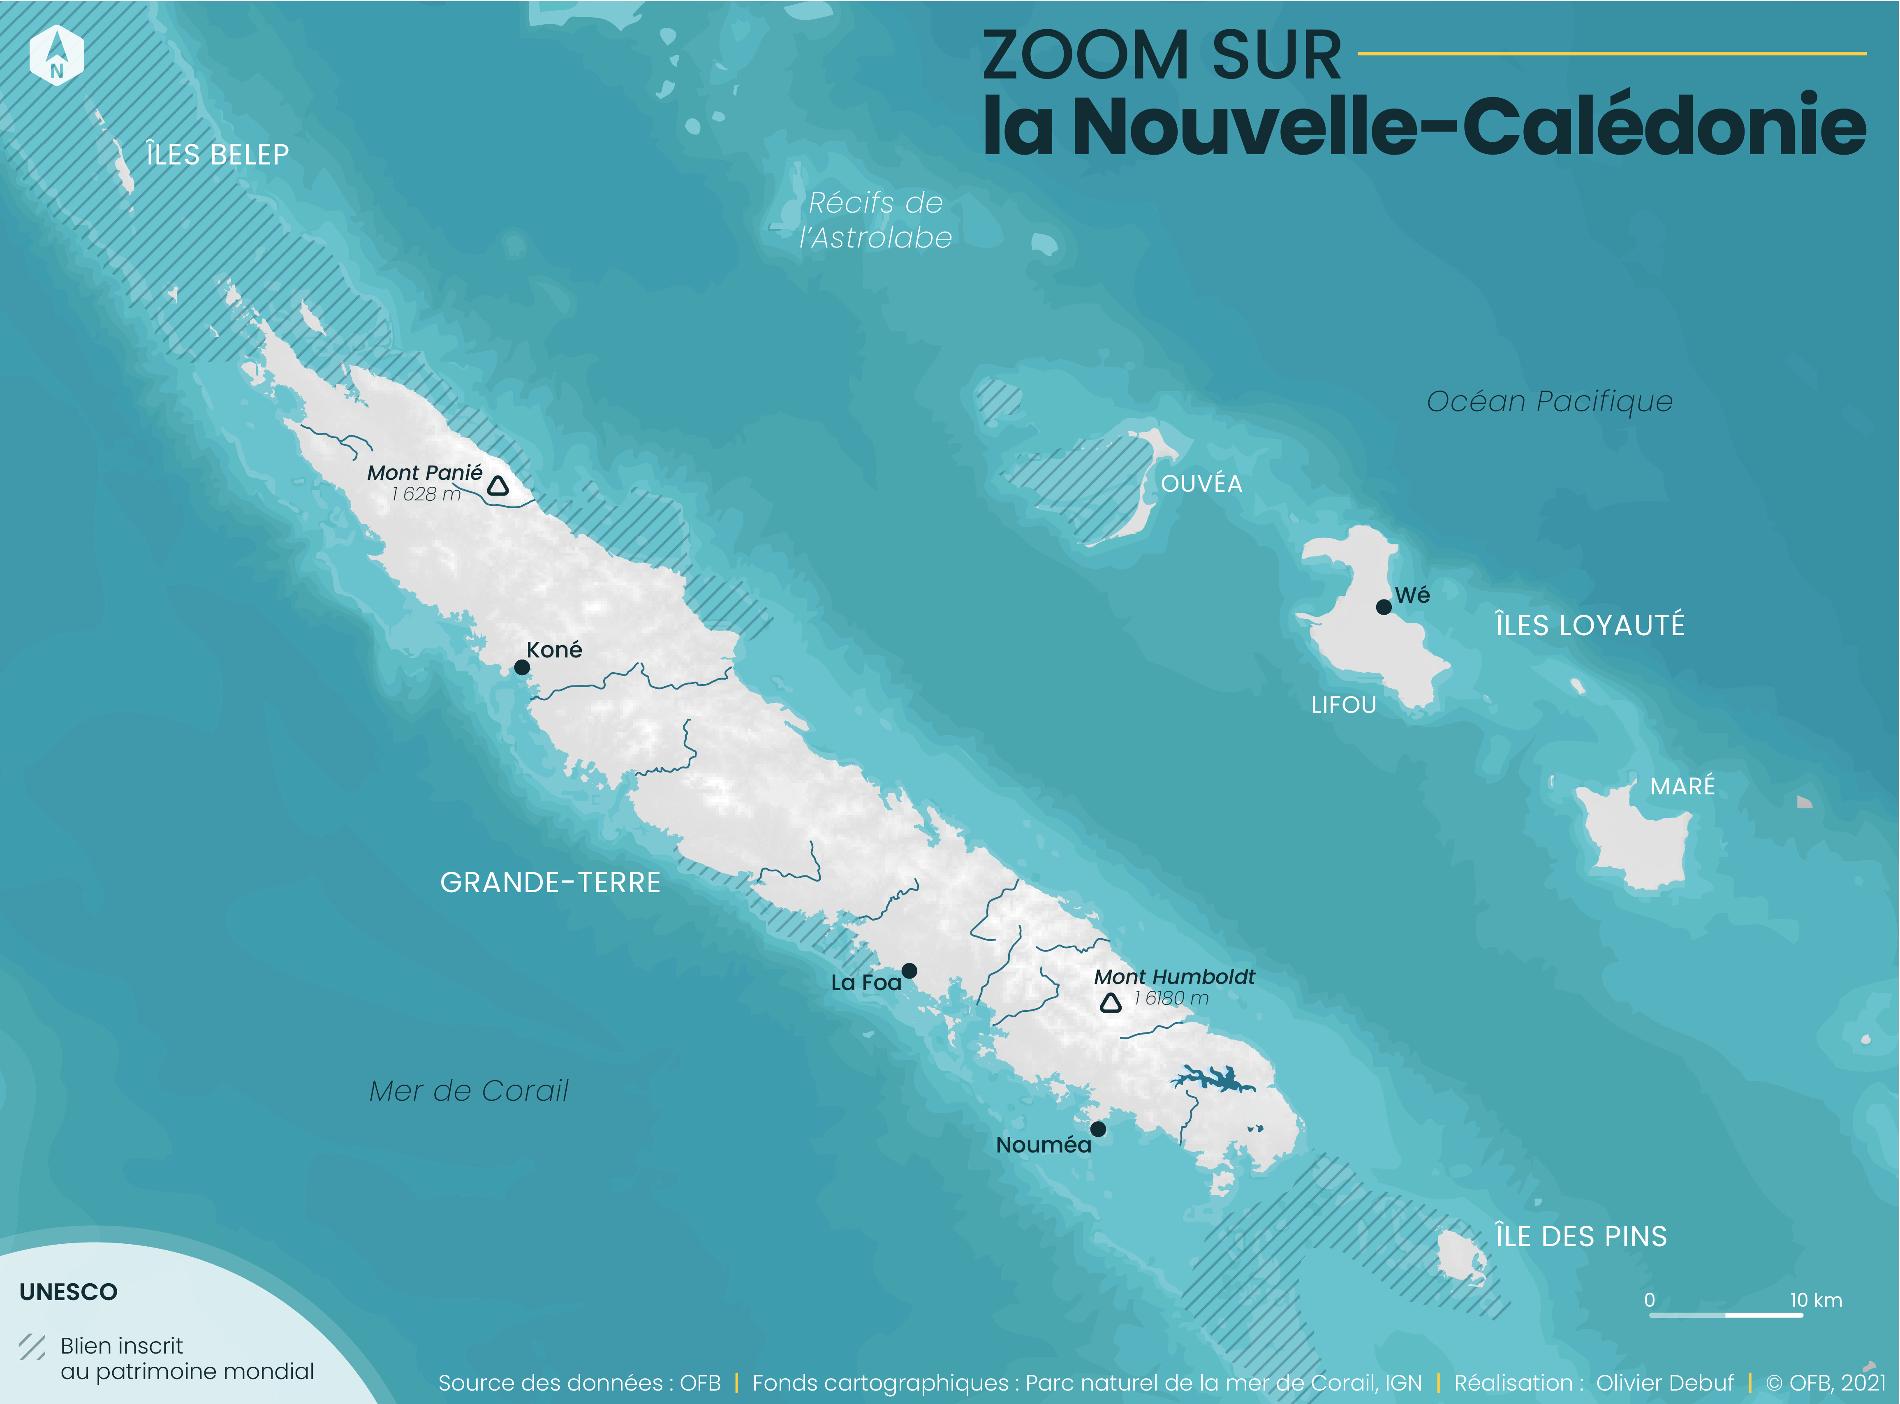 N
ZOOM SUR
la Nouvelle-Calédonie
ÎLES BELEP
Récifs de
l'Astrolabe
Océan Pacifique
Mont Panié
1 628 m
OUVÉA
Wé
ÎLES LOYAUTÉ
Koné
LIFOU
MARÉ
GRANDE-TERRE
La Foa
Mont Humboldt
1 6180 m
Mer de Corail
Nouméa
ÎLE DES PINS
0 10 km
UNESCO
Blien inscrit
au patrimoine mondial
Source des données : OFB | Fonds cartographiques : Parc naturel de la mer de Corail, IGN | Réalisation : Olivier Debuf | © OFB, 2021